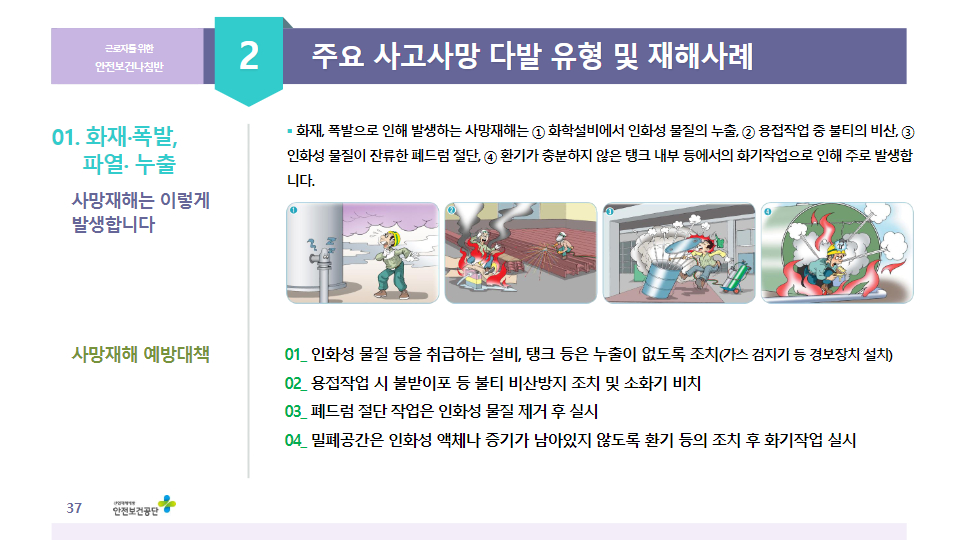 근로자를 위한
안전보건나침반
2
주요 사고사망 다발 유형 및 재해사례
01. 화재·폭발,
파열· 누출
사망재해는 이렇게
발생합니다
▪ 화재, 폭발으로 인해 발생하는 사망재해는 ① 화학설비에서 인화성 물질의 누출, ② 용접작업 중 불티의 비산, ③
인화성 물질이 잔류한 페드럼 절단, ④ 환기가 충분하지 않은 탱크 내부 등에서의 화기작업으로 인해 주로 발생합
니다.
1
2
3
4
사망재해 예방대책
01_ 인화성 물질 등을 취급하는 설비, 탱크 등은 누출이 없도록 조치(가스 검지기 등 경보장치 설치)
02_ 용접작업 시 불받이포 등 불티 비산방지 조치 및 소화기 비치
03_ 페드럼 절단 작업은 인화성 물질 제거 후 실시
04_ 밀폐공간은 인화성 액체나 증기가 남아있지 않도록 환기 등의 조치 후 화기작업 실시
37
산업재해예방
안전보건공단